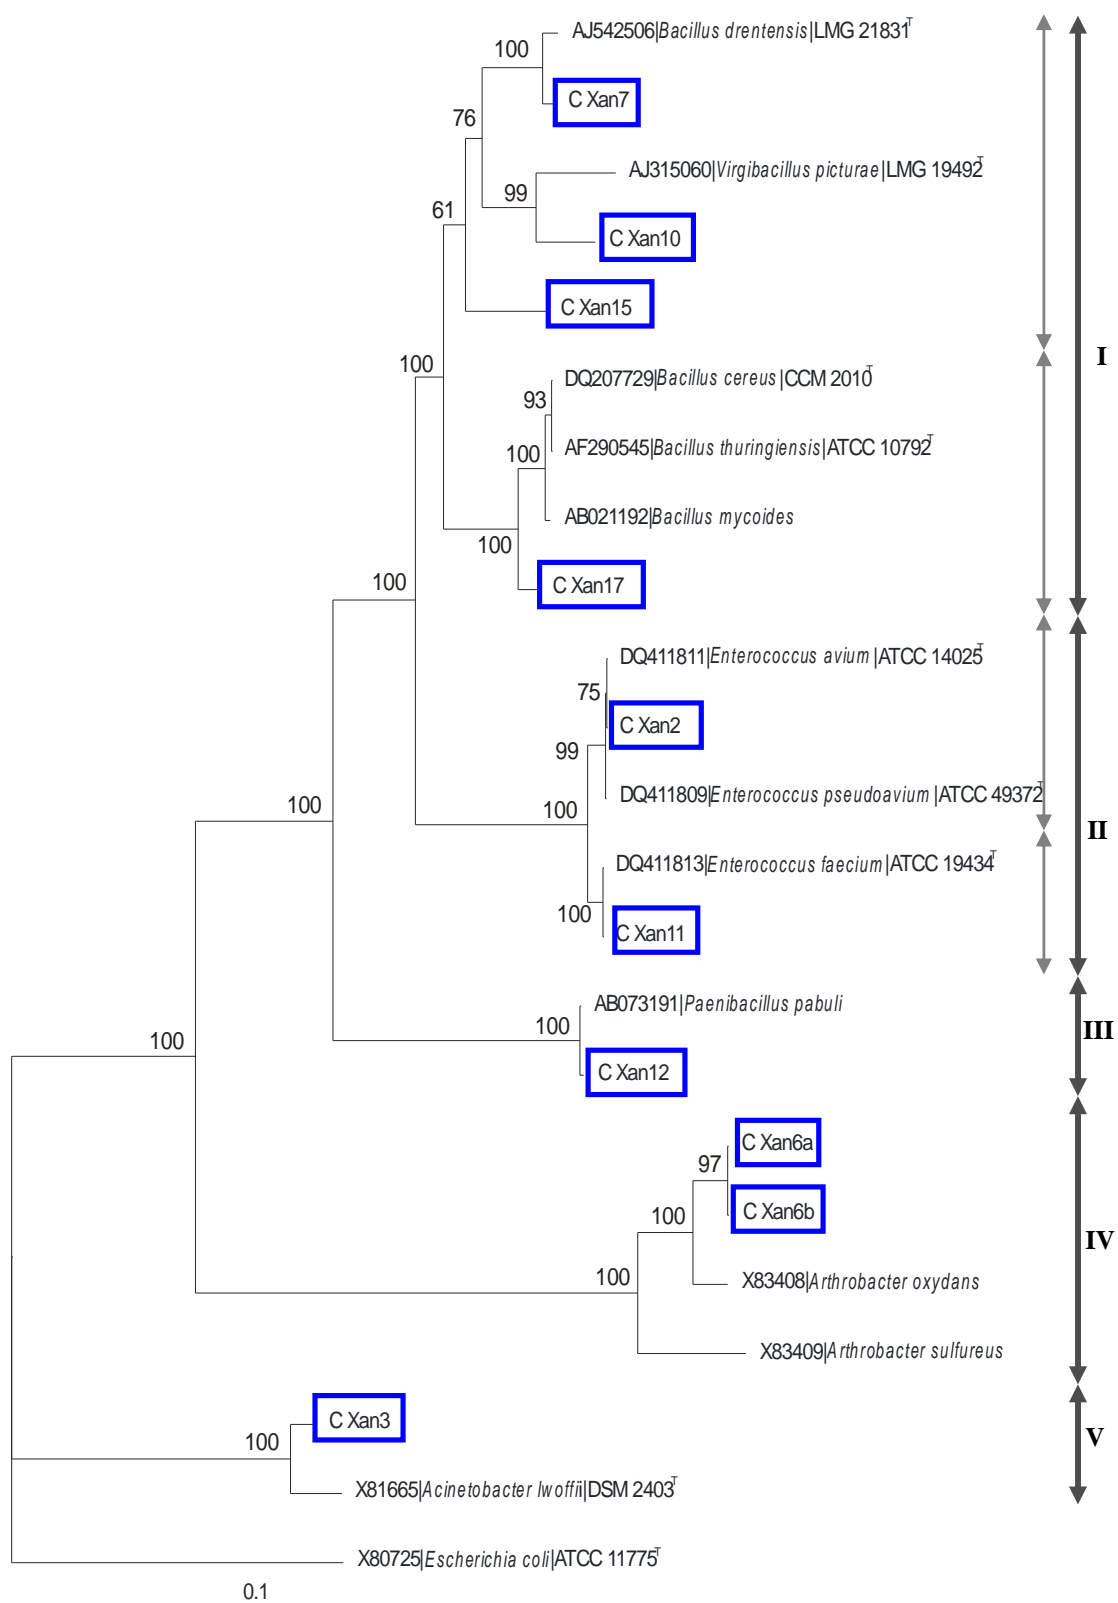 AJ542506|Bacillus drentensis|LMG 21831T
100
C Xan7
76
AJ315060|Virgibacillus picturae|LMG 19492T
99
61
C Xan10
C Xan15
I
100
DQ207729|Bacillus cereus|CCM 2010T
93
AF290545|Bacillus thuringiensis|ATCC 10792T
100
AB021192|Bacillus mycoides
100
C Xan17
100
DQ411811|Enterococcus avium|ATCC 14025T
75
C Xan2
99
DQ411809|Enterococcus pseudoavium|ATCC 49372T
100
100
II
DQ411813|Enterococcus faecium|ATCC 19434T
100
C Xan11
AB073191|Paenibacillus pabuli
100
III
100
C Xan12
C Xan6a
97
C Xan6b
100
IV
100
X83408|Arthrobacter oxydans
X83409|Arthrobacter sulfureus
C Xan3
100
V
X81665|Acinetobacter lwoffii|DSM 2403T
X80725|Escherichia coli|ATCC 11775T
0.1